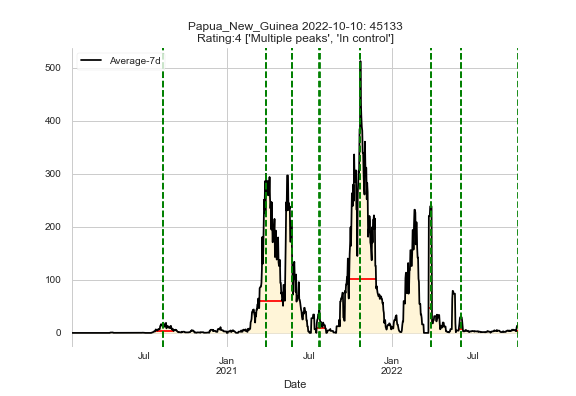 Papua_New_Guinea 2022-10-10: 45133
Rating:4 ['Multiple peaks', 'In control']
Average-7d
500
400
300
200
100
0
Jul
Jan
2021
Jul
Jan
2022
Jul
Date